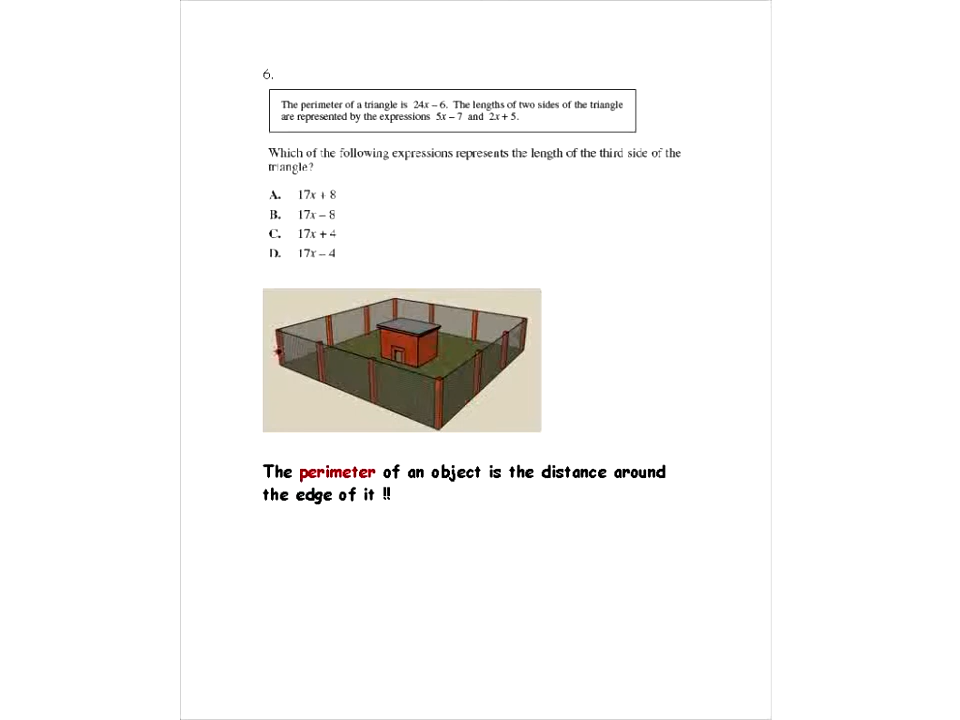 6.
The perimeter of a triangle is 24x – 6. The lengths of two sides of the triangle
are represented by the expressions 5x – 7 and 2x + 5.
Which of the following expressions represents the length of the third side of the
triangle?
A. 17x + 8
B. 17x – 8
C. 17x + 4
D. 17x – 4
The perimeter of an object is the distance around
the edge of it !!